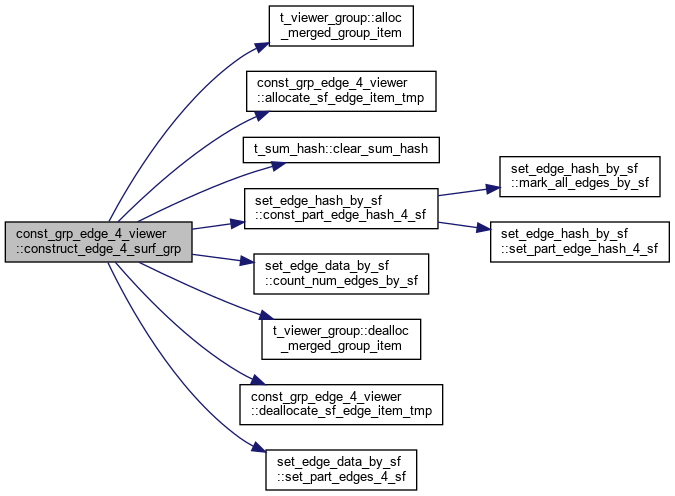 t_viewer_group::alloc
_merged_group_item
const_grp_edge_4_viewer
::allocate_sf_edge_item_tmp
t_sum_hash::clear_sum_hash
set_edge_hash_by_sf
::mark_all_edges_by_sf
set_edge_hash_by_sf
::const_part_edge_hash_4_sf
const_grp_edge_4_viewer
::construct_edge_4_surf_grp
set_edge_hash_by_sf
::set_part_edge_hash_4_sf
set_edge_data_by_sf
::count_num_edges_by_sf
t_viewer_group::dealloc
_merged_group_item
const_grp_edge_4_viewer
::deallocate_sf_edge_item_tmp
set_edge_data_by_sf
::set_part_edges_4_sf